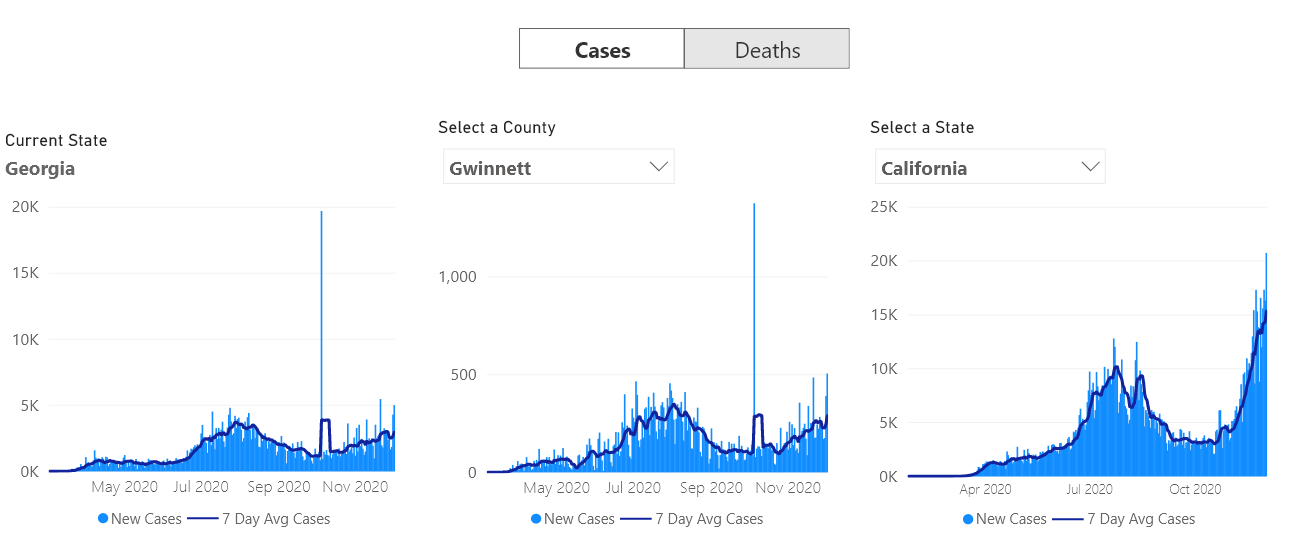 Cases Deaths
Current State
Georgia
20K
15K
10K
5K
0K
May 2020 Jul 2020 Sep 2020 Nov 2020
New Cases 7 Day Avg Cases
Select a County
Gwinnett
1,000
500
0
May 2020 Jul 2020 Sep 2020 Nov 2020
New Cases 7 Day Avg Cases
Select a State
California
25K
20K
15K
10K
5K
0K
Apr 2020 Jul 2020 Oct 2020
New Cases 7 Day Avg Cases